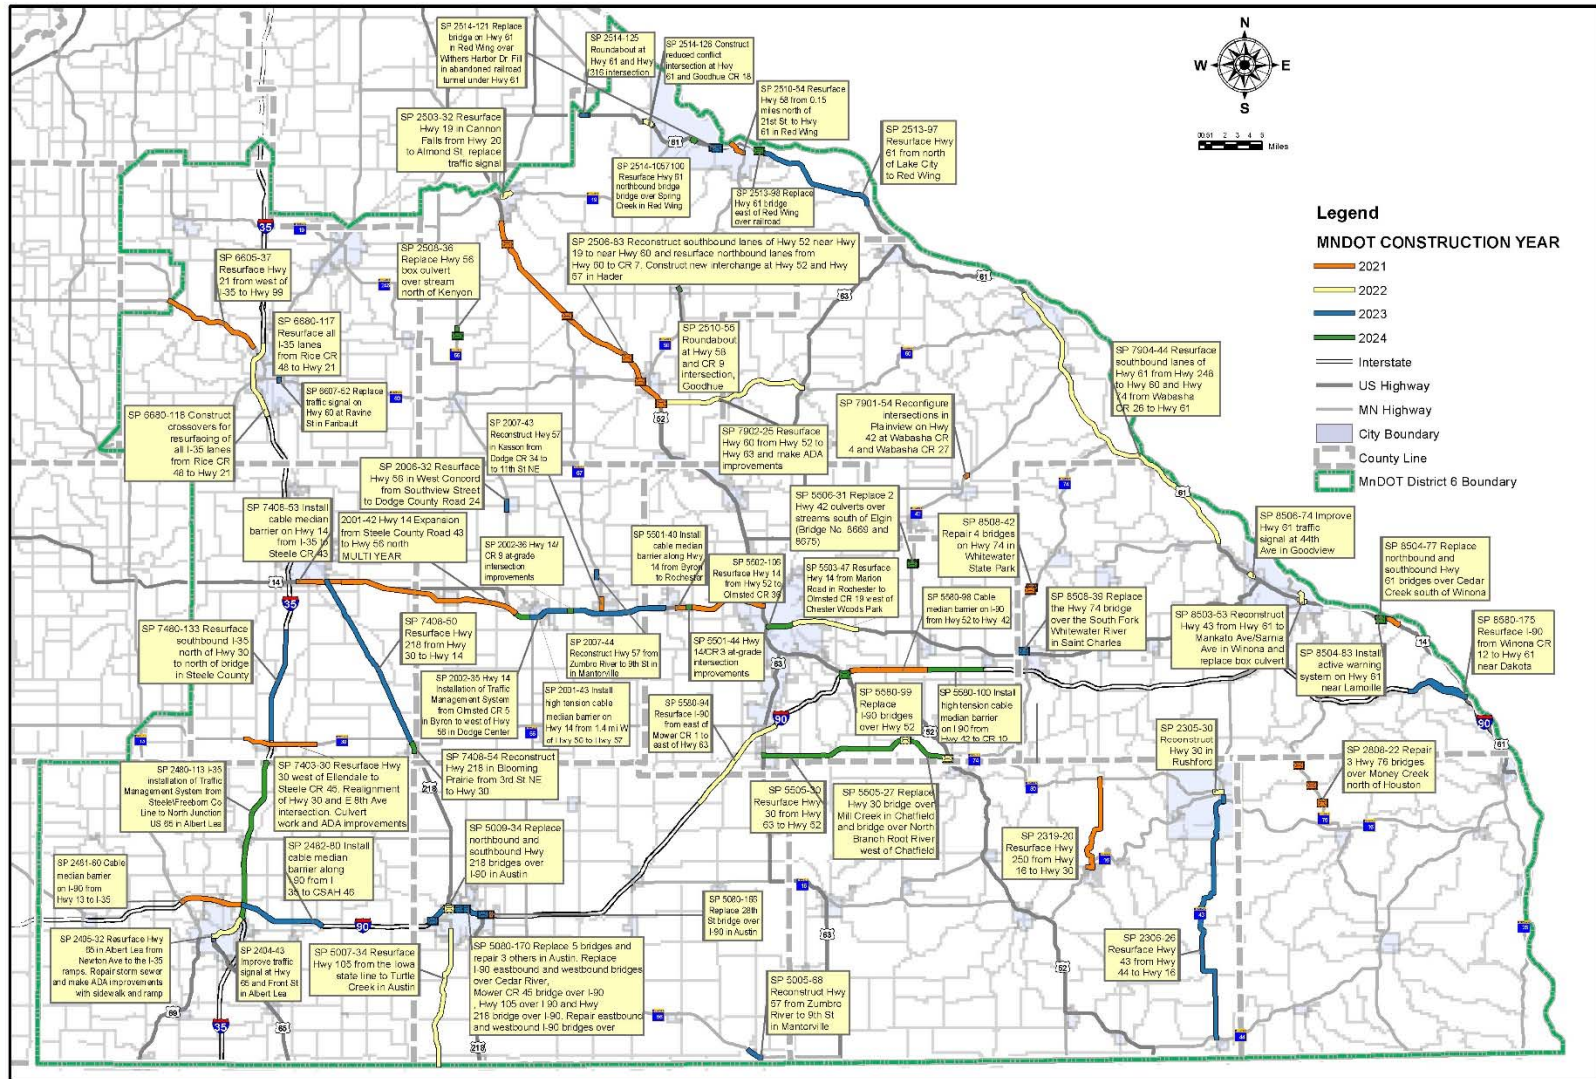 SP 2514-121 Replace
bridge on Hwy 61
in Red Wing over
Withers Harbor Dr. Fill
in abandoned railroad
tunnel under Hwy 61
SP 2514-125
Roundabout at
Hwy 61 and Hwy
316 intersection
SP 2514-126 Construct
reduced conflict
intersection at Hwy
61 and Goodhue CR 18
SP 2510-54 Resurface
Hwy 58 from 0.15
miles north of
21st St. to Hwy
61 in Red Wing
SP 2503-32 Resurface
Hwy 19 in Cannon
Falls from Hwy 20
to Almond St. replace
traffic signal
SP 2514-1057100
Resurface Hwy 61
northbound bridge
bridge over Spring
Creek in Red Wing
SP 2513-98 Replace
Hwy 61 bridge
east of Red Wing
over railroad
SP 2513-97
Resurface Hwy
61 from north
of Lake City
to Red Wing
N
W E
S
Miles
Legend
MNDOT CONSTRUCTION YEAR
2021
2022
2023
2024
Interstate
US Highway
MN Highway
City Boundary
County Line
MnDOT District 6 Boundary
SP 6605-37
Resurface Hwy
21 from west of
I-35 to Hwy 99
SP 2508-36
Replace Hwy 56
box culvert
over stream
north of Kenyon
SP 2506-83 Reconstruct southbound lanes of Hwy 52 near Hwy
19 to near Hwy 60 and resurface northbound lanes from
Hwy 60 to CR 7. Construct new interchange at Hwy 52 and Hwy
57 in Hader
SP 6680-117
Resurface all
I-35 lanes
from Rice CR
48 to Hwy 21
SP 2510-55
Roundabout
at Hwy 58
and CR 9
intersection,
Goodhue
SP 6607-52 Replace
traffic signal on
Hwy 60 at Ravine
St in Faribault
SP 6680-118 Construct
crossovers for
resurfacing of
all I-35 lanes
from Rice CR
48 to Hwy 21
SP 7904-44 Resurface
southbound lanes of
Hwy 61 from Hwy 248
to Hwy 60 and Hwy
74 from Wabasha
CR 26 to Hwy 61
SP 7901-54 Reconfigure
intersections in
Plainview on Hwy
42 at Wabasha CR
4 and Wabasha CR 27
SP 2007-43
Reconstruct Hwy 57
in Kasson from
Dodge CR 34 to
to 11th St NE
SP 7902-25 Resurface
Hwy 60 from Hwy 52 to
Hwy 63 and make ADA
improvements
SP 2006-32 Resurface
Hwy 56 in West Concord
from Southview Street
to Dodge County Road 24
SP 7408-53 Install
cable median
barrier on Hwy 14
from I-35 to
Steele CR 43
2001-42 Hwy 14 Expansion
from Steele County Road 43
to Hwy 56 north
MULTI YEAR
SP 2002-36 Hwy 14/
CR 9 at-grade
intersection
improvements
SP 5501-40 Install
cable median
barrier along Hwy
14 from Byron
to Rochester
SP 5502-106
Resurface Hwy 14
from Hwy 52 to
Olmsted CR 36
SP 5506-31 Replace 2
Hwy 42 culverts over
streams south of Elgin
(Bridge No. 8669 and
8675)
SP 5503-47 Resurface
Hwy 14 from Marion
Road in Rochester to
Olmsted CR 19 west of
Chester Woods Park
SP 8508-42
Repair 4 bridges
on Hwy 74 in
Whitewater
State Park
SP 8506-74 Improve
Hwy 61 traffic
signal at 44th
Ave in Goodview
SP 8504-77 Replace
northbound and
southbound Hwy
61 bridges over Cedar
Creek south of Winona
SP 5580-98 Cable
median barrier on I-90
from Hwy 52 to Hwy 42
SP 8508-39 Replace
the Hwy 74 bridge
over the South Fork
Whitewater River
in Saint Charles
SP 8503-53 Reconstruct
Hwy 43 from Hwy 61 to
Mankato Ave/Sarnia
Ave in Winona and
replace box culvert
SP 8504-83 Install
active warning
system on Hwy 61
near Lamoille
SP 8580-175
Resurface I-90
from Winona CR
12 to Hwy 61
near Dakota
SP 7480-133
Resurface
southbound I-35
north of Hwy 30
to north of bridge
in Steele County
SP 7408-50
Resurface Hwy
218 from Hwy
30 to Hwy 14
SP 2007-44
Reconstruct Hwy 57 from
Zumbro River to 9th St
in Mantorville
SP 5501-44 Hwy
14/CR 3 at-grade
intersection
improvements
SP 2002-35 Hwy 14
Installation of Traffic
Management System
from Olmsted CR 5
in Byron to west of Hwy
56 in Dodge Center
SP 2001-43 Install
high tension cable
median barrier on
Hwy 14 from 1.4 mi W
of Hwy 56 to Hwy 57
SP 5580-94
Resurface I-90
from east of
Mower CR 1 to
east of Hwy 63
SP 5580-99
Replace
I-90 bridges
over Hwy 52
SP 5580-100 Install
high tension cable
median barrier
on I-90 from
Hwy 42 to CR 10
SP 2305-30
Reconstruct
Hwy 30 in
Rushford
SP 2480-113 I-35
installation of Traffic
Management System from
Steele\Freeborn Co
Line to North Junction
US 65 in Albert Lea
SP 7403-30 Resurface Hwy
30 west of Ellendale to
Steele CR 45. Realignment
of Hwy 30 and E 8th Ave
intersection. Culvert
work and ADA improvements
SP 7408-54 Reconstruct
Hwy 218 in Blooming
Prairie from 3rd St NE
to Hwy 30
SP 5505-30
Resurface Hwy
30 from Hwy
63 to Hwy 52
SP 5505-27 Replace
Hwy 30 bridge over
Mill Creek in Chatfield
and bridge over North
Branch Root River
west of Chatfield
SP 2808-22 Repair
3 Hwy 76 bridges
over Money Creek
north of Houston
SP 2319-20
Resurface
Hwy
250 from Hwy
16 to Hwy 30
SP 5009-34 Replace
northbound and
southbound Hwy
218 bridges over
I-90 in Austin
SP 2482-80 Install
cable median
barrier along
I-90 from I
35 to CSAH 46
SP 2481-60 Cable
median barrier
on I-90 from
Hwy 13 to I-35
SP 5080-165
Replace 28th
St bridge over
I-90 in Austin
SP 2405-32 Resurface Hwy
65 in Albert Lea from
Newton Ave to the I-35
ramps. Repair storm sewer
and make ADA improvements
with sidewalk and ramp
SP 2404-43
Improve traffic
signal at Hwy
65 and Front St
in Albert Lea
SP 5007-34 Resurface
Hwy 105 from the Iowa
state line to Turtle
Creek in Austin
SP 5080-170 Replace 5 bridges and
repair 3 others in Austin. Replace
I-90 eastbound and westbound bridges
over Cedar River,
Mower CR 45 bridge over I-90
, Hwy 105 over I 90 and Hwy
218 bridge over I-90. Repair eastbound
and westbound I-90 bridges over
SP 5005-68
Reconstruct Hwy
57 from Zumbro
River to 9th St
in Mantorville
SP 2306-26
Resurface Hwy
43 from Hwy
44 to Hwy 16
35
61
63
52
14
90
218
69
65